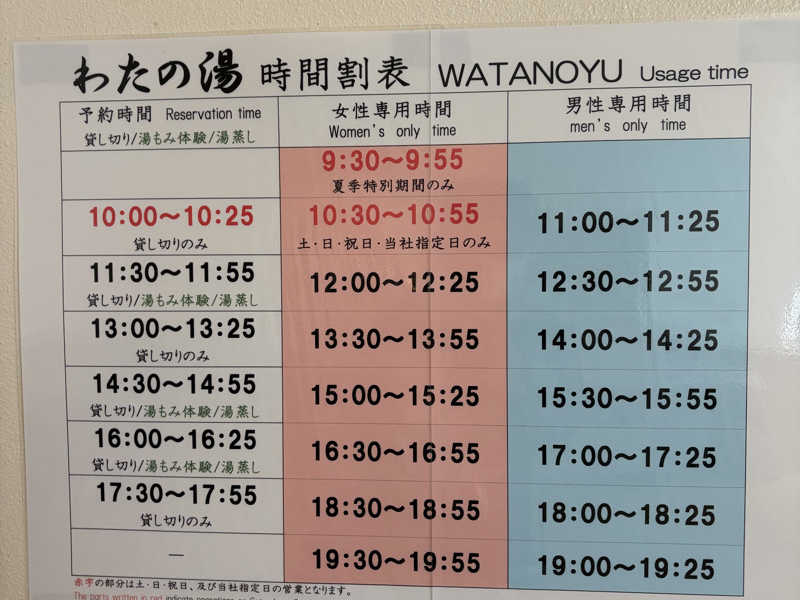 わたの湯 時間割表 WATANOYU Usage time
予約時間 Reservation time 女性専用時間 男性専用時間
貸し切り/湯もみ体験/湯蒸し Women's only time men's only time
9:30〜9:55
夏季特別期間のみ
10:00〜10:25 10:30〜10:55 11:00〜11:25
貸し切りのみ 土・日・祝日・当社指定日のみ
11:30〜11:55 12:00〜12:25 12:30〜12:55
貸し切り/湯もみ体験/湯蒸し
13:00〜13:25 13:30〜13:55 14:00〜14:25
貸し切りのみ
14:30〜14:55 15:00〜15:25 15:30〜15:55
貸し切り/湯もみ体験/湯蒸し
16:00〜16:25 16:30〜16:55 17:00〜17:25
貸し切り/湯もみ体験/湯蒸し
17:30〜17:55 18:30〜18:55 18:00〜18:25
貸し切りのみ
— 19:30〜19:55 19:00〜19:25
赤字の部分は土・日・祝日、及び当社指定日の営業となります。
The parts written in red indicate operations